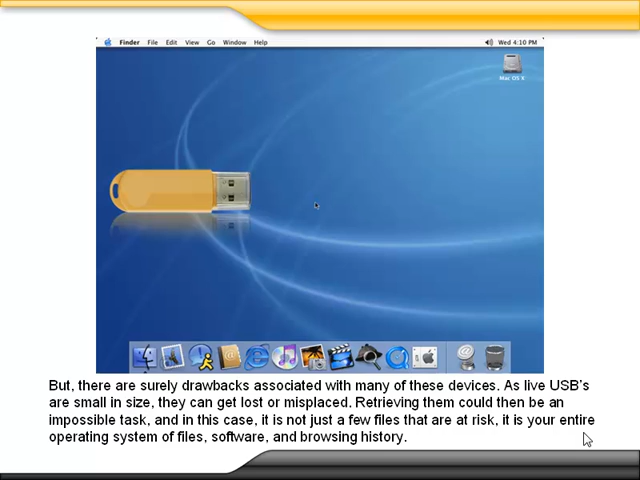 Finder File Edit View Go Window Help Wed 4:10 PM
Mac OS X
But, there are surely drawbacks associated with many of these devices. As live USB's
are small in size, they can get lost or misplaced. Retrieving them could then be an
impossible task, and in this case, it is not just a few files that are at risk, it is your entire
operating system of files, software, and browsing history.